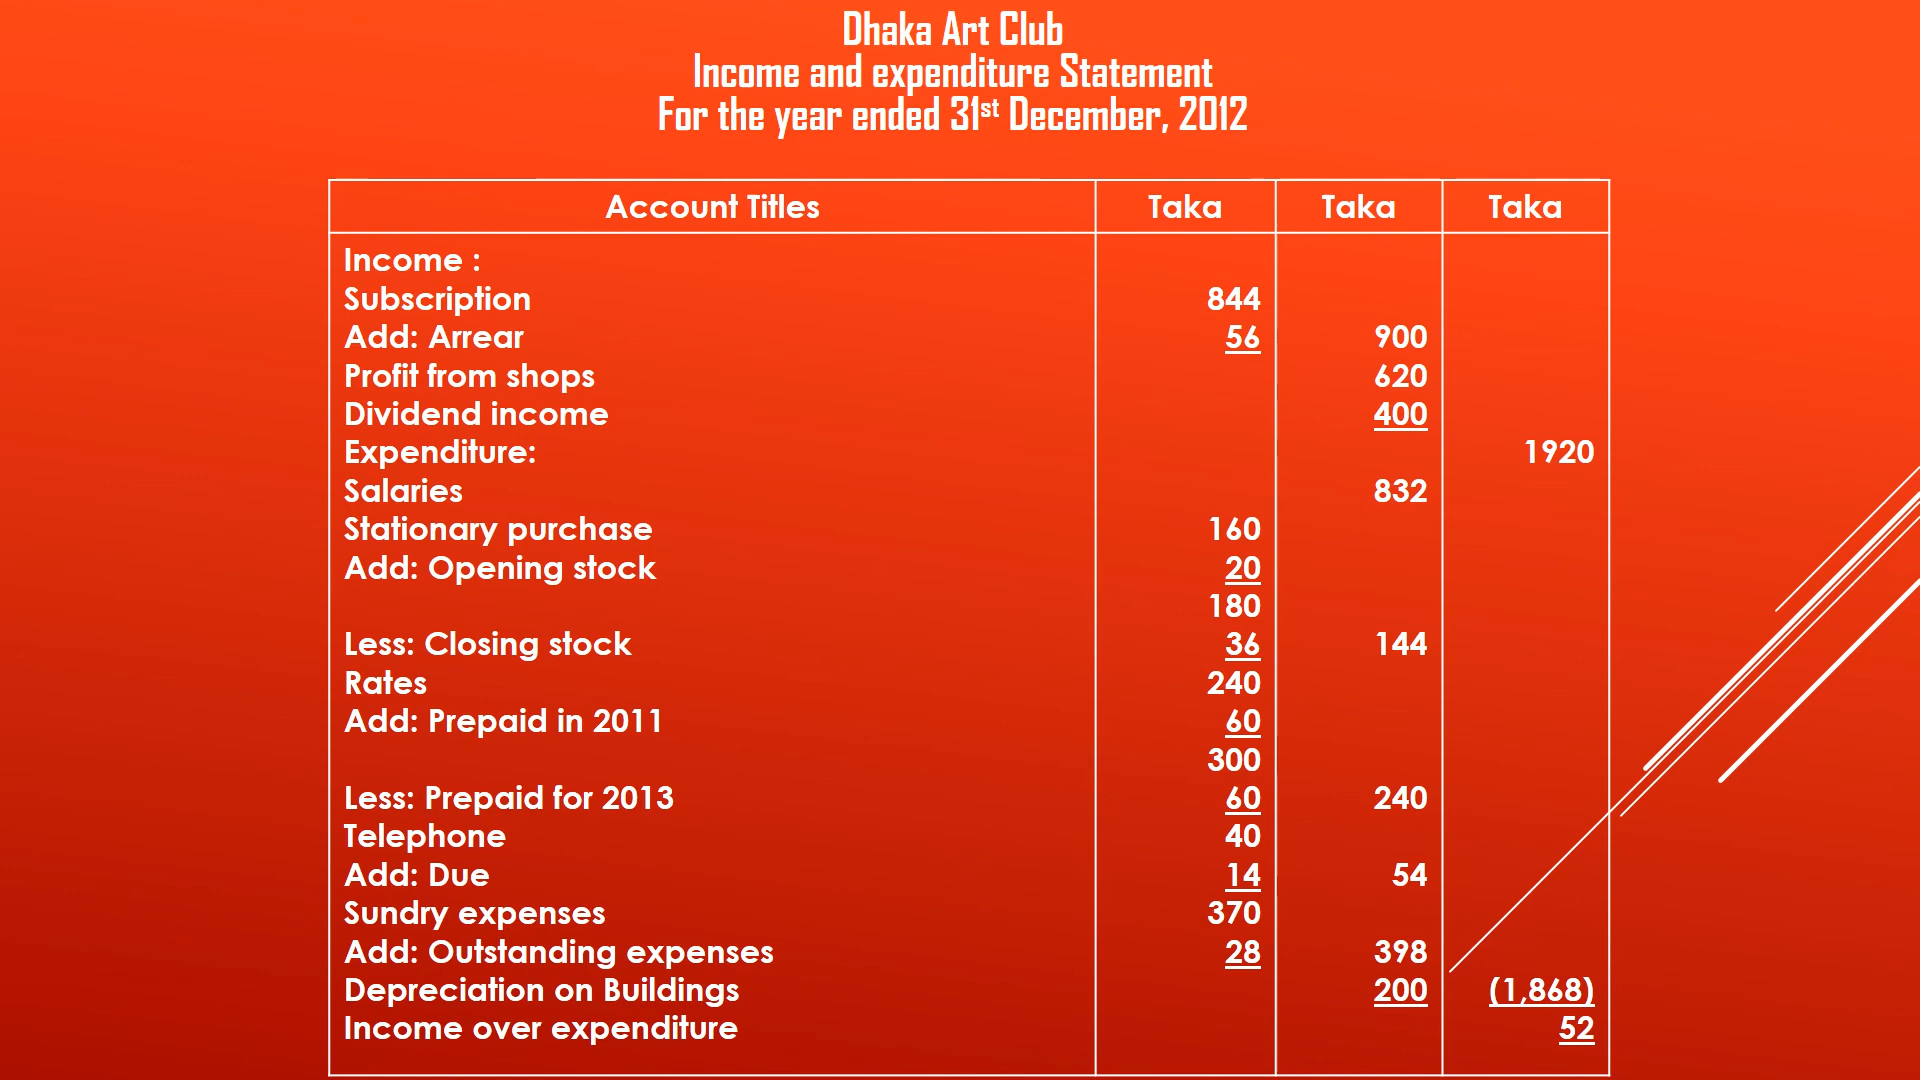 Dhaka Art Club
Income and expenditure Statement
For the year ended 31st December, 2012
Account Titles Taka Taka Taka
Income :
Subscription 844
Add: Arrear 56 900
Profit from shops 620
Dividend income 400
Expenditure: 1920
Salaries 832
Stationary purchase 160
Add: Opening stock 20
180
Less: Closing stock 36 144
Rates 240
Add: Prepaid in 2011 60
300
Less: Prepaid for 2013 60 240
Telephone 40
Add: Due 14 54
Sundry expenses 370
Add: Outstanding expenses 28 398
Depreciation on Buildings 200 (1,868)
Income over expenditure 52